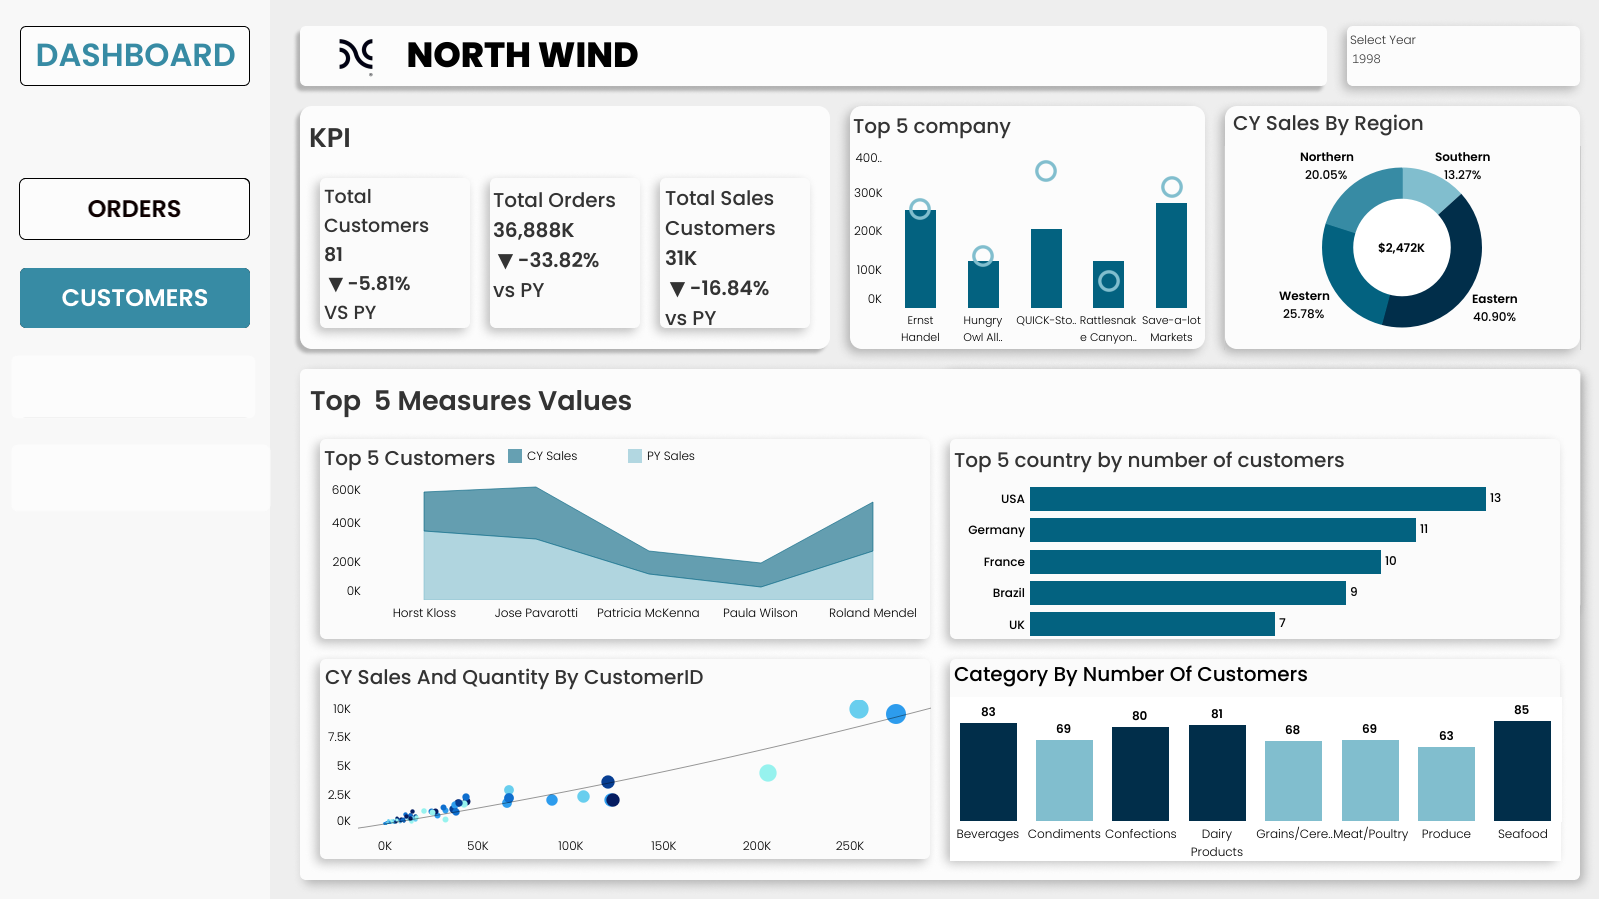 DASHBOARD
ORDERS
CUSTOMERS
NORTH WIND
Select Year
1998
KPI
Total
Customers
81
▼ -5.81%
VS PY
Total Orders
36,888K
▼ -33.82%
vs PY
Total Sales
Customers
31K
▼ -16.84%
vs PY
Top 5 company
400..
300K
200K
100K
0K
Ernst
Handel
Hungry
Owl All..
QUICK-Sto..
Rattlesnak
e Canyon..
Save-a-lot
Markets
CY Sales By Region
Northern
20.05%
Southern
13.27%
$2,472K
Western
25.78%
Eastern
40.90%
Top 5 Measures Values
Top 5 Customers
CY Sales
PY Sales
600K
400K
200K
0K
Horst Kloss
Jose Pavarotti
Patricia McKenna
Paula Wilson
Roland Mendel
Top 5 country by number of customers
USA 13
Germany 11
France 10
Brazil 9
UK 7
CY Sales And Quantity By CustomerID
10K
7.5K
5K
2.5K
0K
0K 50K 100K 150K 200K 250K
Category By Number Of Customers
83 69 80 81 68 69 63 85
Beverages
Condiments
Confections
Dairy
Products
Grains/Cere..
Meat/Poultry
Produce
Seafood